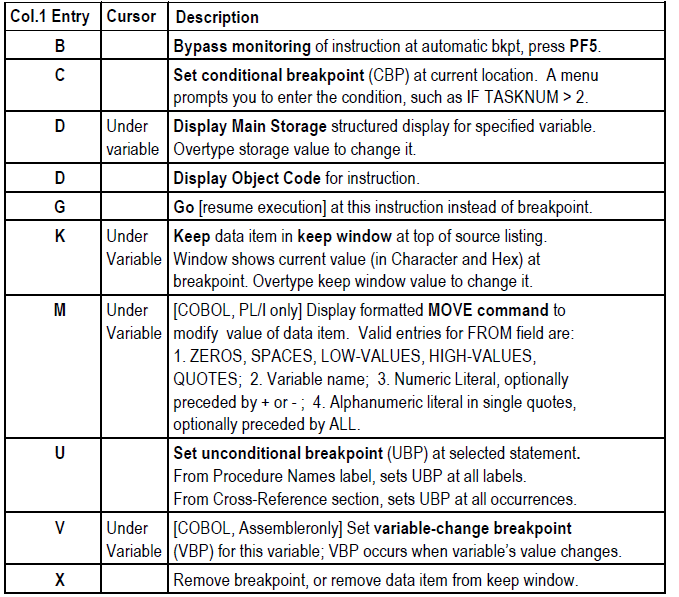 Col.1 Entry Cursor Description
B Bypass monitoring of instruction at automatic bkpt, press PF5.
C Set conditional breakpoint (CBP) at current location. A menu
prompts you to enter the condition, such as IF TASKNUM > 2.
D Under Display Main Storage structured display for specified variable.
variable Overtype storage value to change it.
D Display Object Code for instruction.
G Go [resume execution] at this instruction instead of breakpoint.
K Under Keep data item in keep window at top of source listing.
Variable Window shows current value (in Character and Hex) at
breakpoint. Overtype keep window value to change it.
M Under [COBOL, PL/I only] Display formatted MOVE command to
Variable modify value of data item. Valid entries for FROM field are:
1. ZEROS, SPACES, LOW-VALUES, HIGH-VALUES,
QUOTES; 2. Variable name; 3. Numeric Literal, optionally
preceded by + or - ; 4. Alphanumeric literal in single quotes,
optionally preceded by ALL.
U Set unconditional breakpoint (UBP) at selected statement.
From Procedure Names label, sets UBP at all labels.
From Cross-Reference section, sets UBP at all occurrences.
V Under [COBOL, Assembleronly] Set variable-change breakpoint
Variable (VBP) for this variable; VBP occurs when variable's value changes.
X Remove breakpoint, or remove data item from keep window.